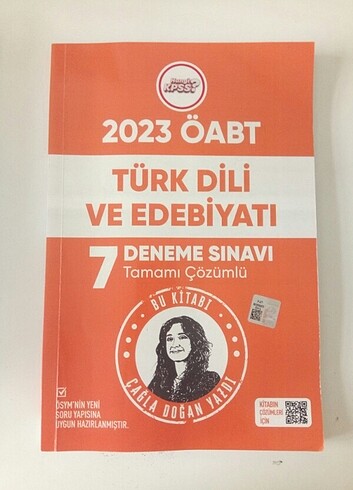 Hangi
KPSS?
2023 ÖABT
TÜRK DİLİ
VE EDEBİYATI
7 DENEME SINAVI
Tamamı Çözümlü
BU KİTABI
ÇAĞLA DOĞAN YAZDI
ÖSYM'NİN YENİ
SORU YAPISINA
UYGUN HAZIRLANMIŞTIR.
KİTABIN
ÇÖZÜMLERİ
İÇİN